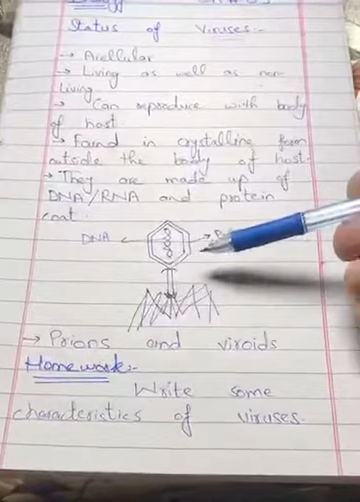 Status of Viruses:-
→ Acellular
→ Living as well as non
Living.
→ Can reproduce with body
of host
→ Found in crystalline form
outside the body of host.
→ They are made up of
DNA/RNA and protein
coat.
DNA
→ Prions and viroids
Homework:-
Write some
characteristics of viruses.